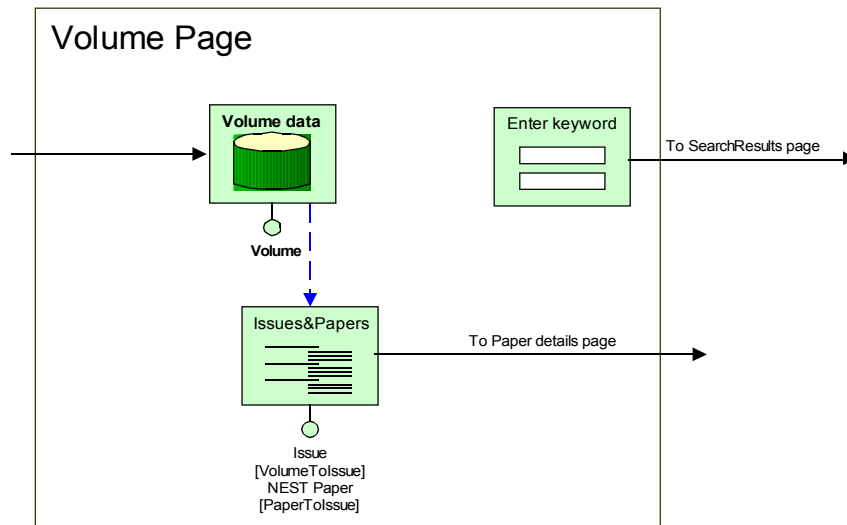 Volume Page
Volume data
Enter keyword
To SearchResults page
Volume
Issues&Papers
To Paper details page
Issue
[VolumeToIssue]
NEST Paper
[PaperToIssue]